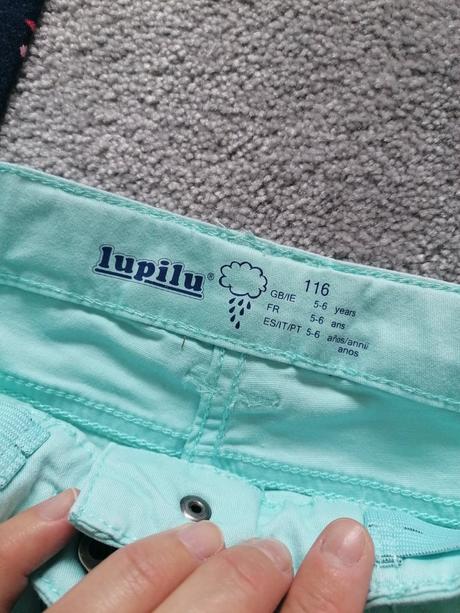 lupilu®
116
GB/IE 5-6 years
FR 5-6 ans
ES/IT/PT 5-6 años/anni/
anos